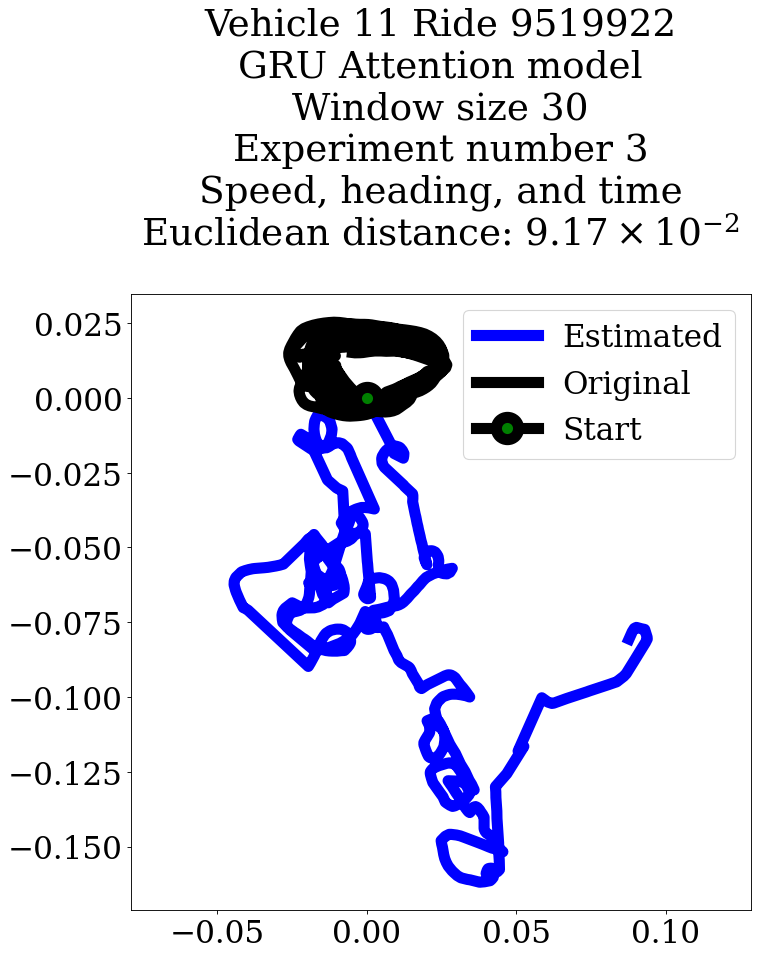 Vehicle 11 Ride 9519922
GRU Attention model
Window size 30
Experiment number 3
Speed, heading, and time
Euclidean distance: 9.17 × 10⁻²
0.025
0.000
−0.025
−0.050
−0.075
−0.100
−0.125
−0.150
Estimated
Original
Start
−0.05
0.00
0.05
0.10